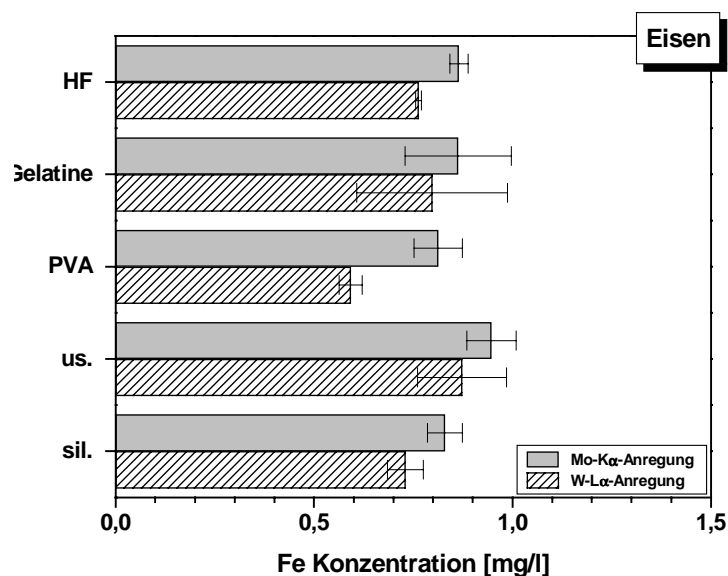 Eisen
HF
Gelatine
PVA
us.
sil.
Mo-Kα-Anregung
W-Lα-Anregung
0,0 0,5 1,0 1,5
Fe Konzentration [mg/l]